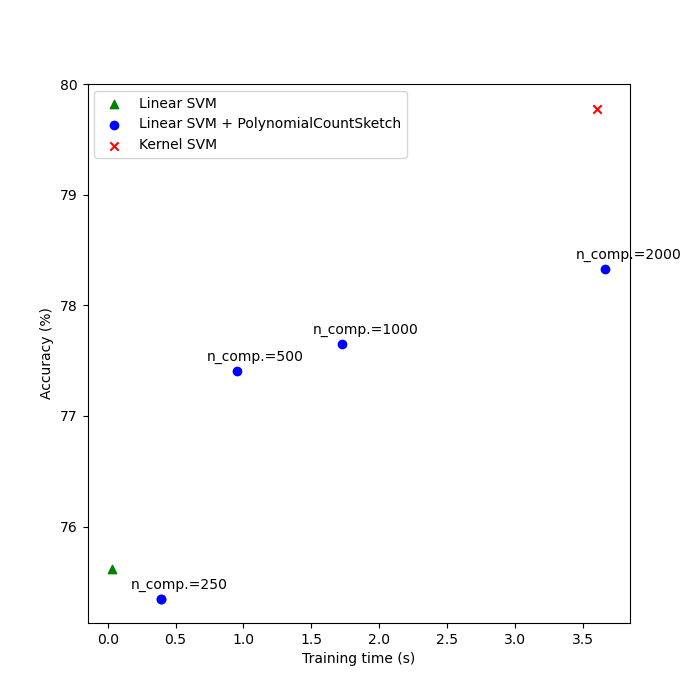 80
Linear SVM
Linear SVM + PolynomialCountSketch
Kernel SVM
79
n_comp.=2000
78
n_comp.=1000
n_comp.=500
77
76
n_comp.=250
Accuracy (%)
0.0 0.5 1.0 1.5 2.0 2.5 3.0 3.5
Training time (s)